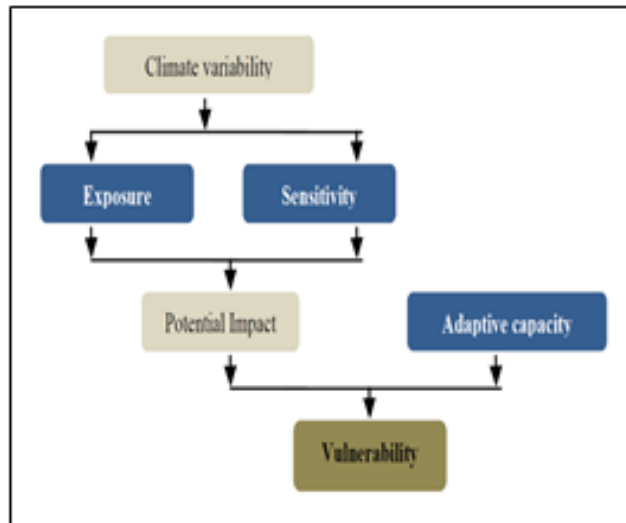 Climate variability
Exposure
Sensitivity
Potential Impact
Adaptive capacity
Vulnerability